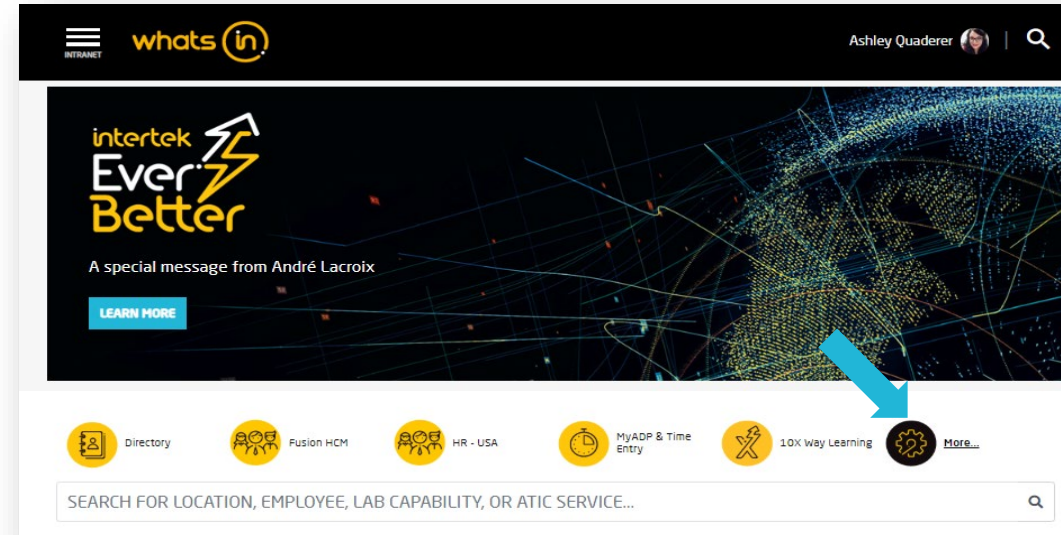 INTRANET
whats in
Ashley Quaderer
intertek
Ever
Better
A special message from André Lacroix
LEARN MORE
Directory
Fusion HCM
HR - USA
MyADP & Time
Entry
10X Way Learning
More...
SEARCH FOR LOCATION, EMPLOYEE, LAB CAPABILITY, OR ATIC SERVICE...